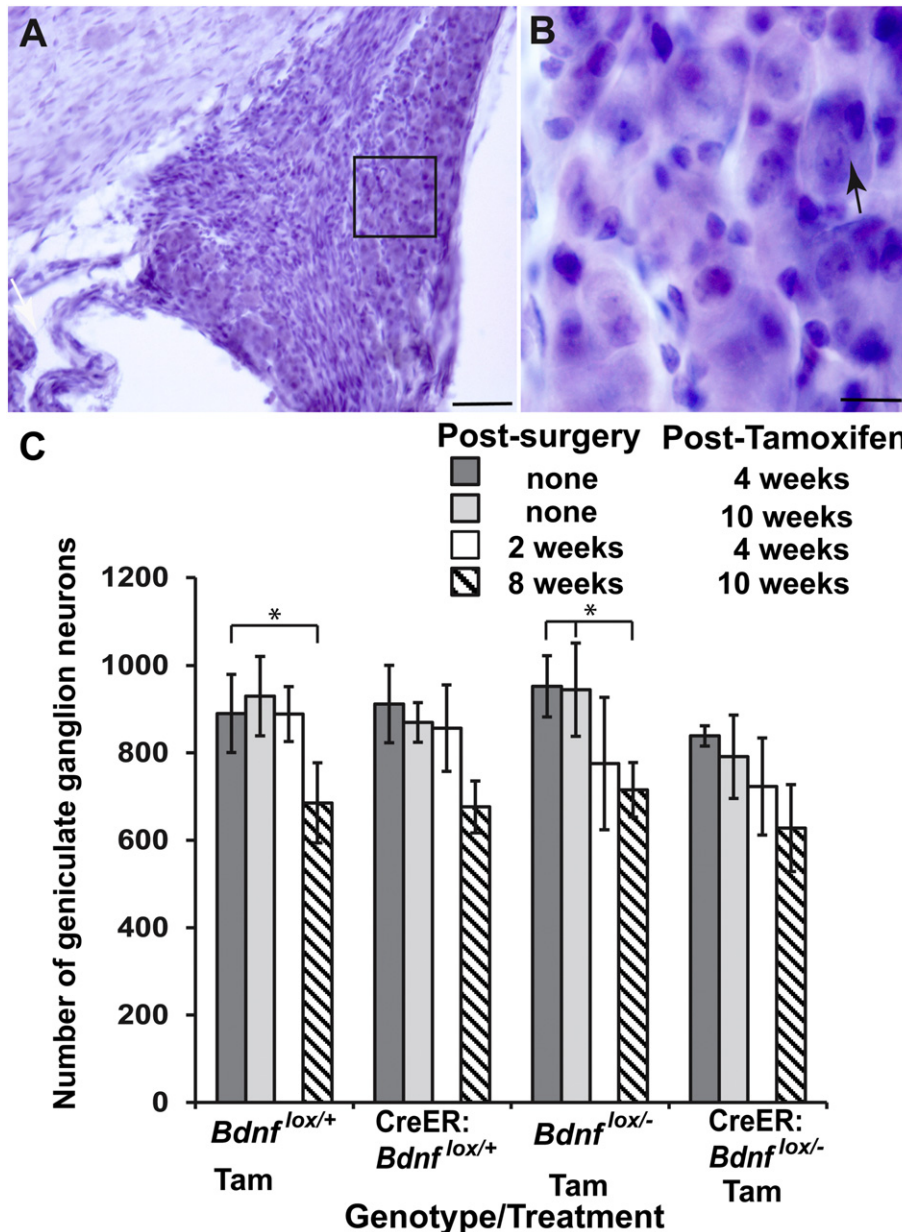 A
B
C
Post-surgery Post-Tamoxifen
none 4 weeks
none 10 weeks
2 weeks 4 weeks
8 weeks 10 weeks
1200
1000
800
600
400
200
0
*
*
Number of geniculate ganglion neurons
Bdnf lox/+
Tam
CreER:
Bdnf lox/+
Bdnf lox/-
Tam
CreER:
Bdnf lox/-
Tam
Genotype/Treatment